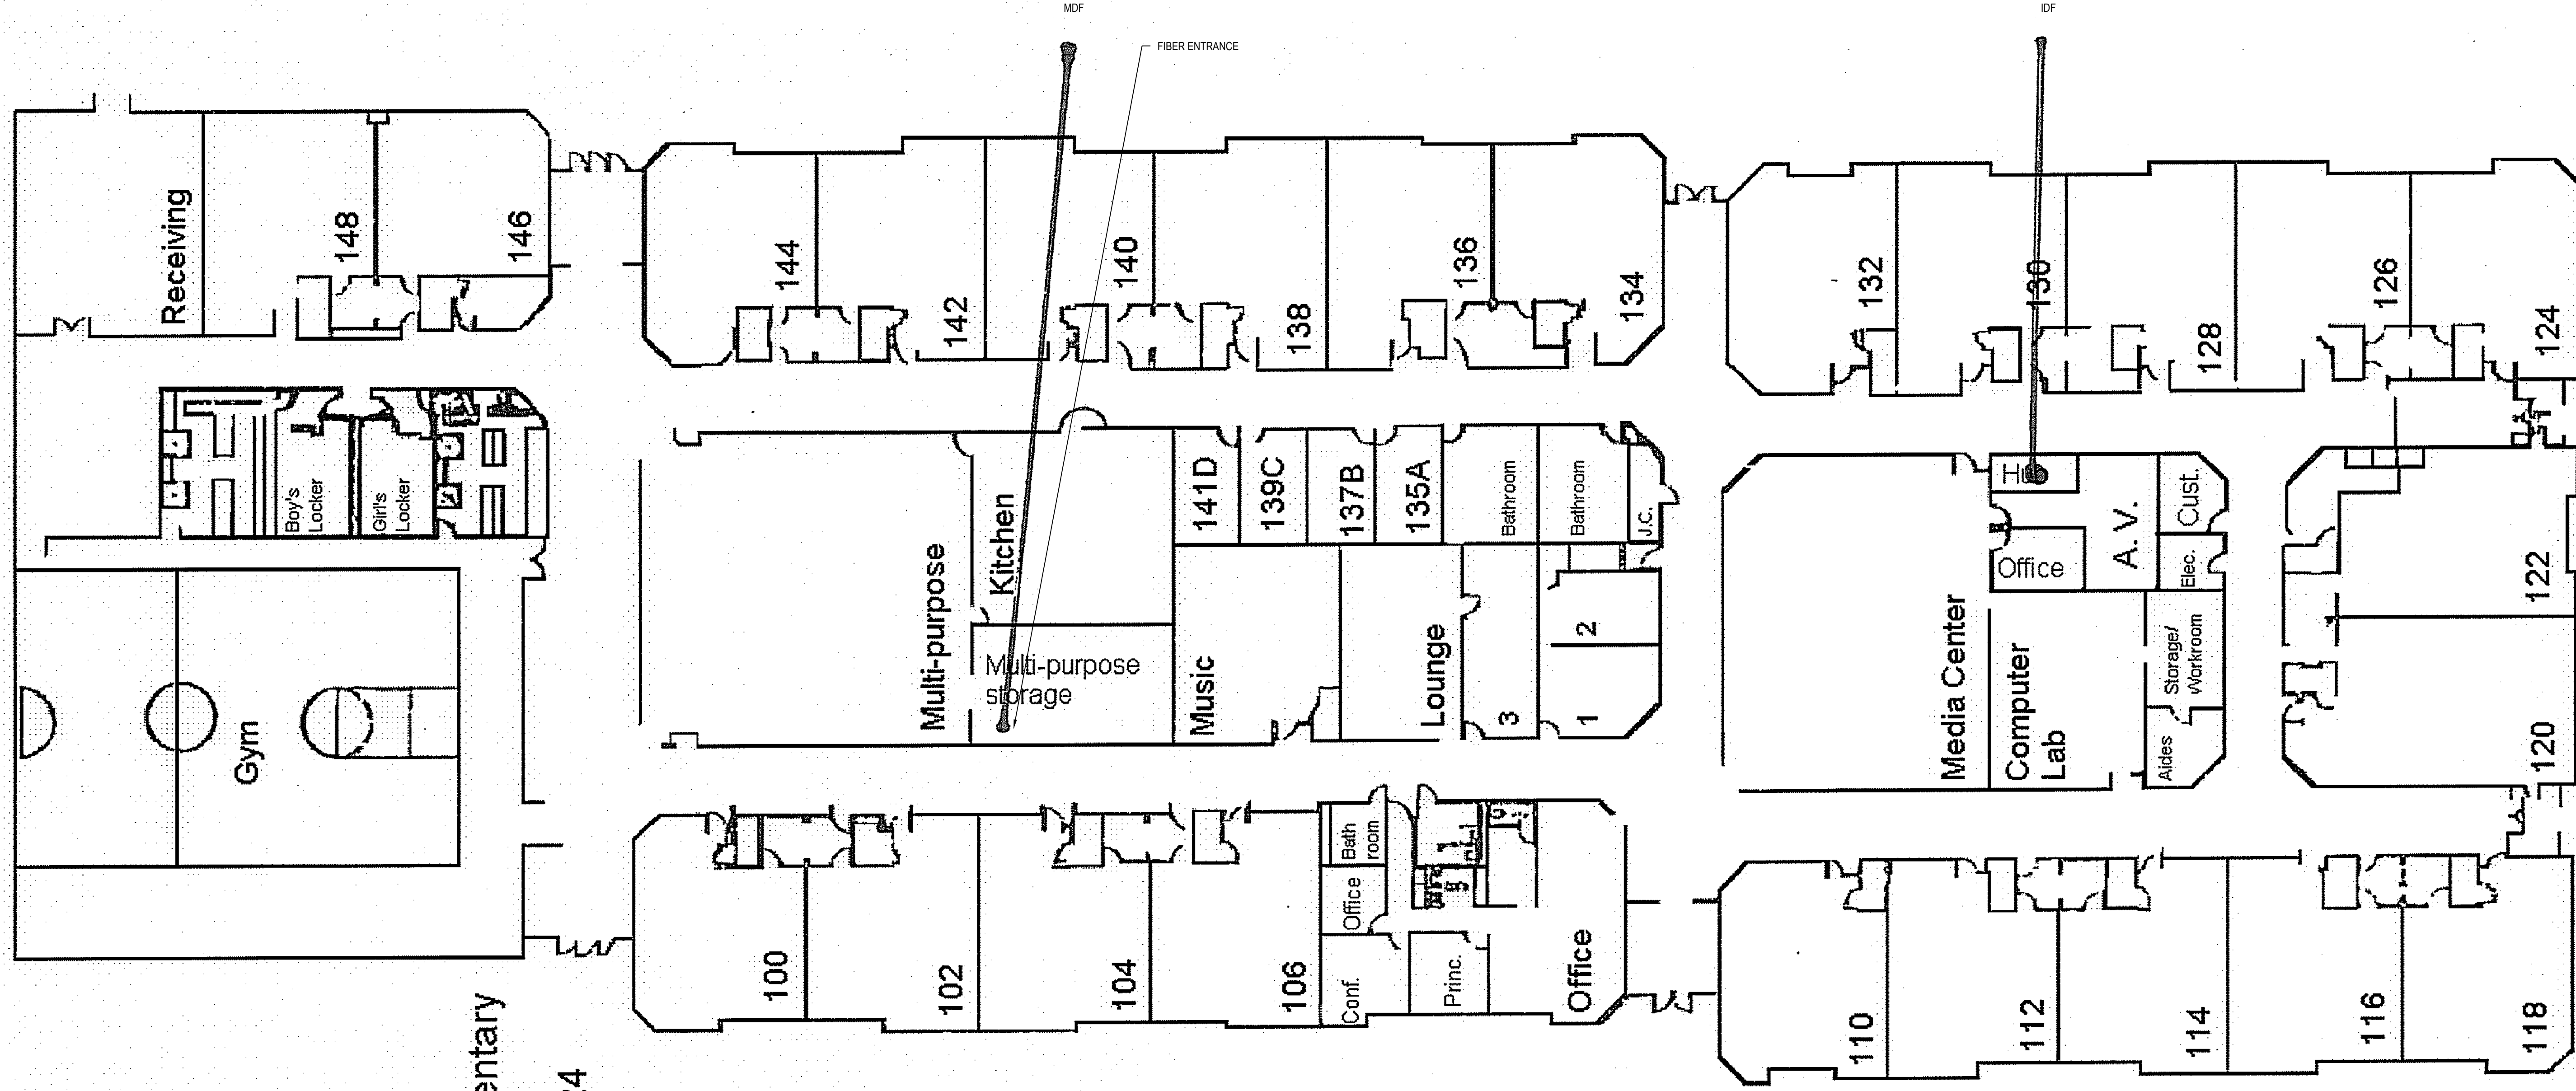 MDF
IDF
FIBER ENTRANCE
Receiving
148
146
144
142
140
138
136
134
132
130
128
126
124
Boy's
Locker
Girl's
Locker
Gym
Multi-purpose
Kitchen
Multi-purpose
storage
141D
139C
137B
135A
Bathroom
Bathroom
J.C.
Music
Lounge
3
2
1
Media Center
Computer
Lab
Office
A.V.
Cust.
Elec.
Storage/
Workroom
Aides
122
120
100
102
104
106
Bath
room
Office
Conf.
Princ.
Office
110
112
114
116
118
entary